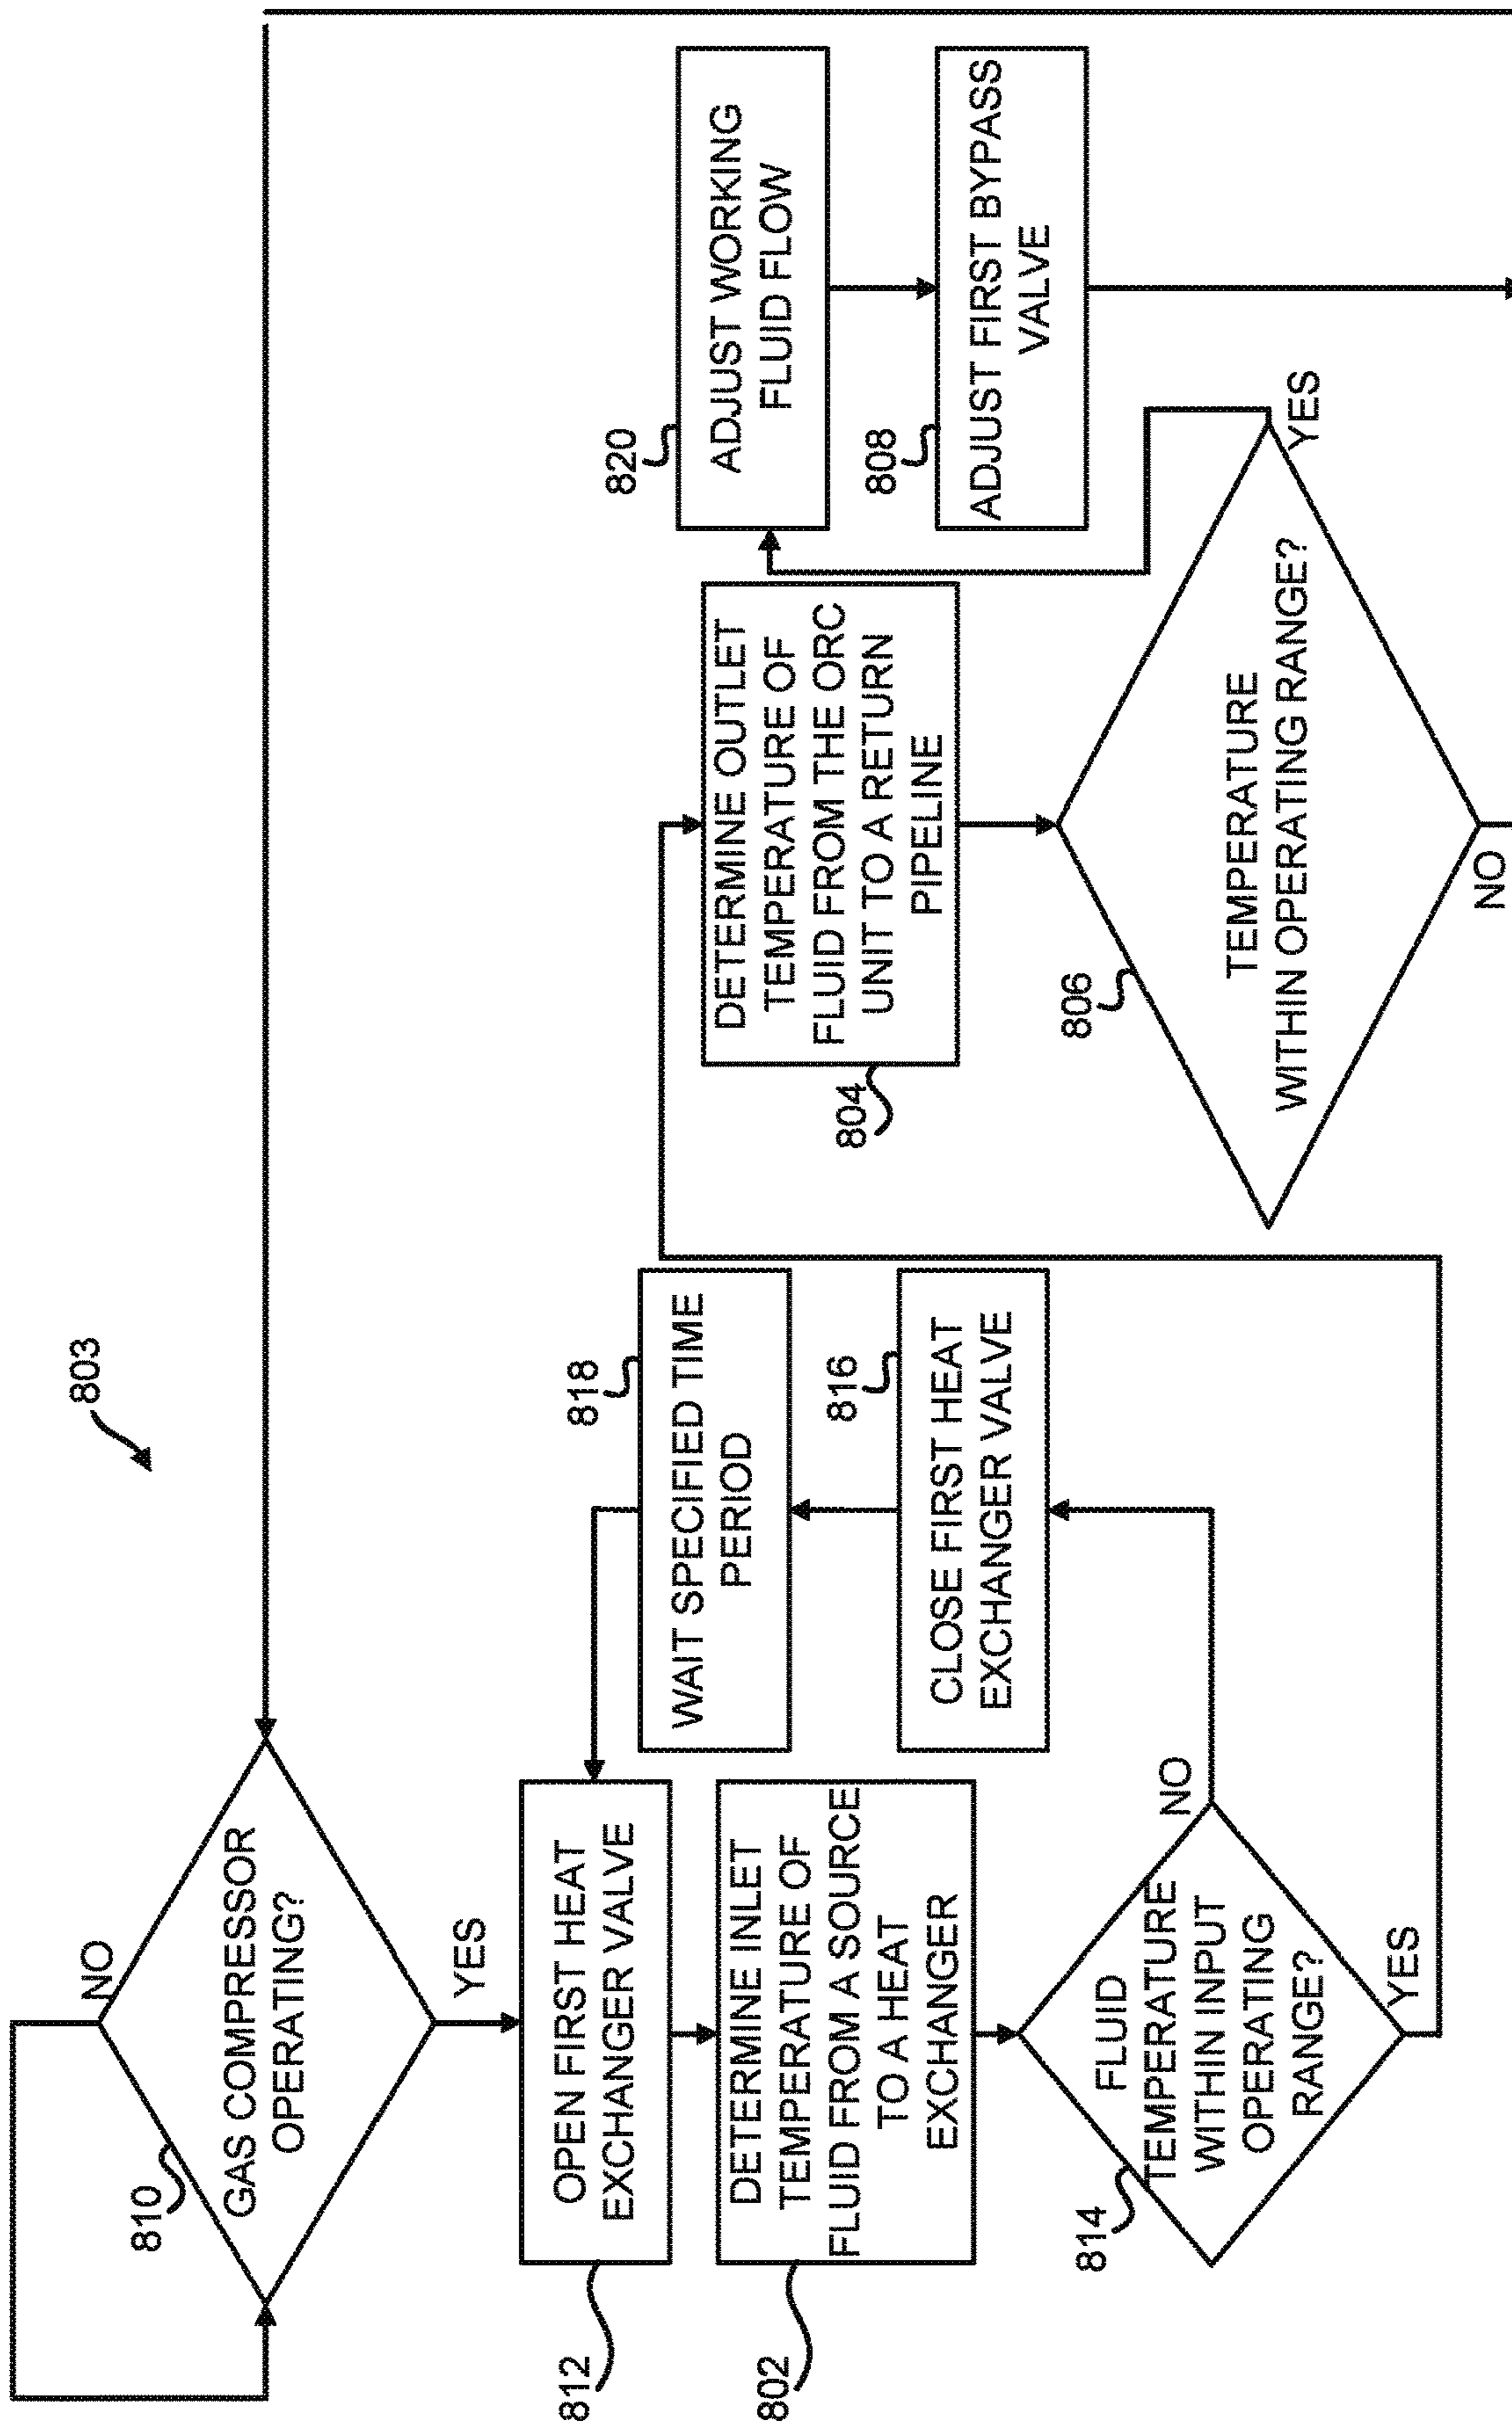 803
NO
810
GAS COMPRESSOR
OPERATING?
YES
812
OPEN FIRST HEAT
EXCHANGER VALVE
802
DETERMINE INLET
TEMPERATURE OF
FLUID FROM A SOURCE
TO A HEAT
EXCHANGER
814
FLUID
TEMPERATURE
WITHIN INPUT
OPERATING
RANGE?
NO
YES
818
WAIT SPECIFIED TIME
PERIOD
816
CLOSE FIRST HEAT
EXCHANGER VALVE
804
DETERMINE OUTLET
TEMPERATURE OF
FLUID FROM THE ORC
UNIT TO A RETURN
PIPELINE
806
TEMPERATURE
WITHIN OPERATING RANGE?
NO
YES
820
ADJUST WORKING
FLUID FLOW
808
ADJUST FIRST BYPASS
VALVE